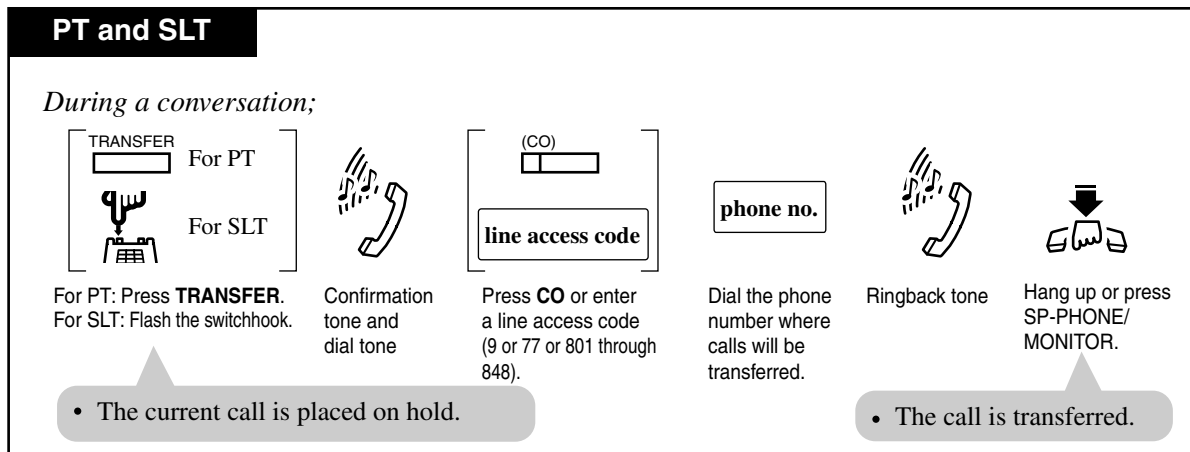 PT and SLT
During a conversation;
TRANSFER
For PT
For SLT
(CO)
line access code
phone no.
For PT: Press TRANSFER.
For SLT: Flash the switchhook.
Confirmation
tone and
dial tone
Press CO or enter
a line access code
(9 or 77 or 801 through
848).
Dial the phone
number where
calls will be
transferred.
Ringback tone
Hang up or press
SP-PHONE/
MONITOR.
• The current call is placed on hold.
• The call is transferred.